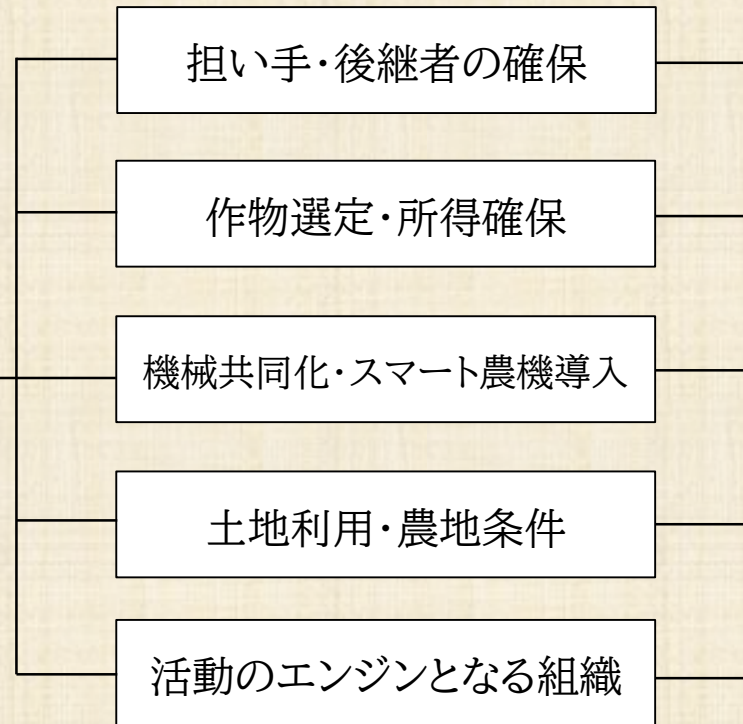 担い手・後継者の確保
作物選定・所得確保
機械共同化・スマート農機導入
土地利用・農地条件
活動のエンジンとなる組織